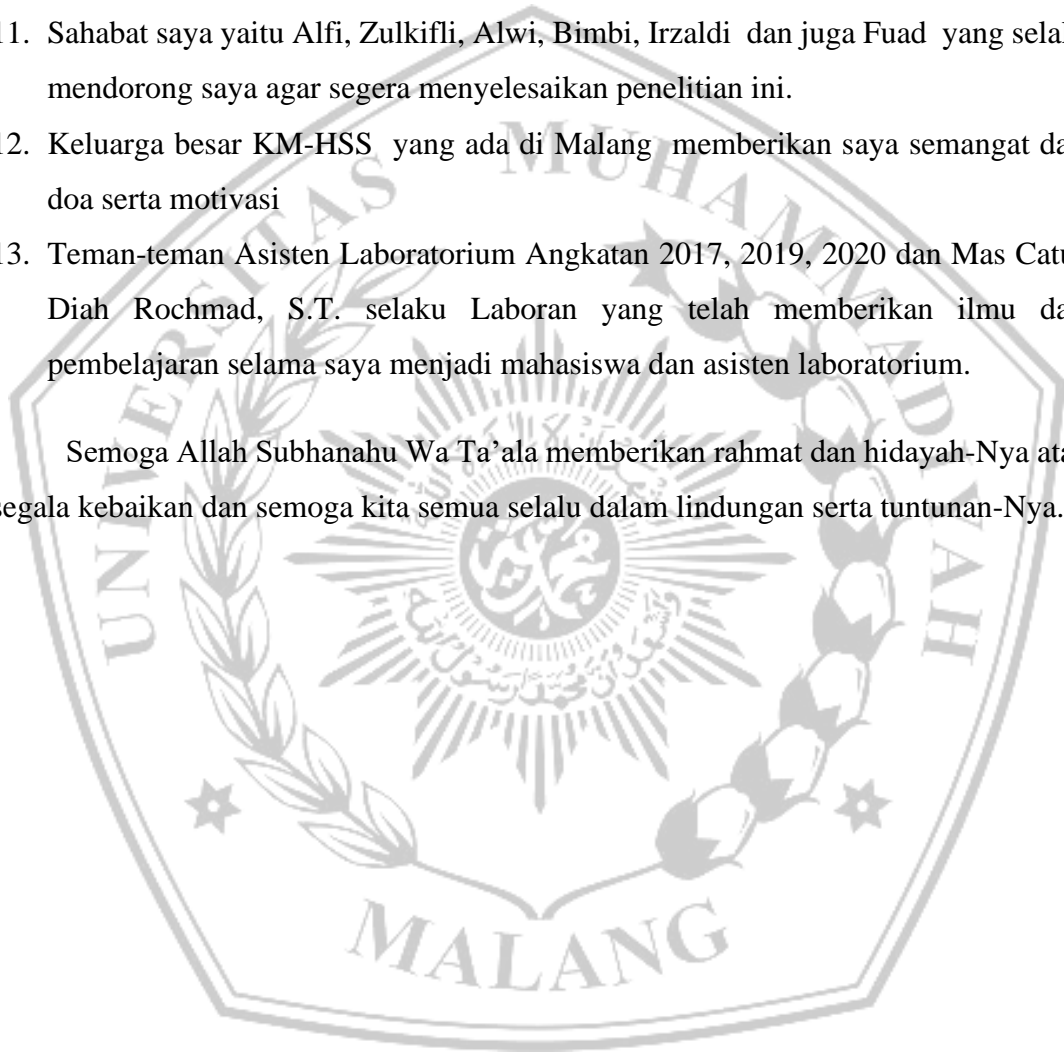 11. Sahabat saya yaitu Alfi, Zulkifli, Alwi, Bimbi, Irzaldi dan juga Fuad yang selal
mendorong saya agar segera menyelesaikan penelitian ini.
12. Keluarga besar KM-HSS yang ada di Malang memberikan saya semangat da
doa serta motivasi
13. Teman-teman Asisten Laboratorium Angkatan 2017, 2019, 2020 dan Mas Catu
Diah Rochmad, S.T. selaku Laboran yang telah memberikan ilmu da
pembelajaran selama saya menjadi mahasiswa dan asisten laboratorium.
Semoga Allah Subhanahu Wa Ta’ala memberikan rahmat dan hidayah-Nya ata
segala kebaikan dan semoga kita semua selalu dalam lindungan serta tuntunan-Nya.
UNIVERSITAS MUHAMMADIYAH
MALANG